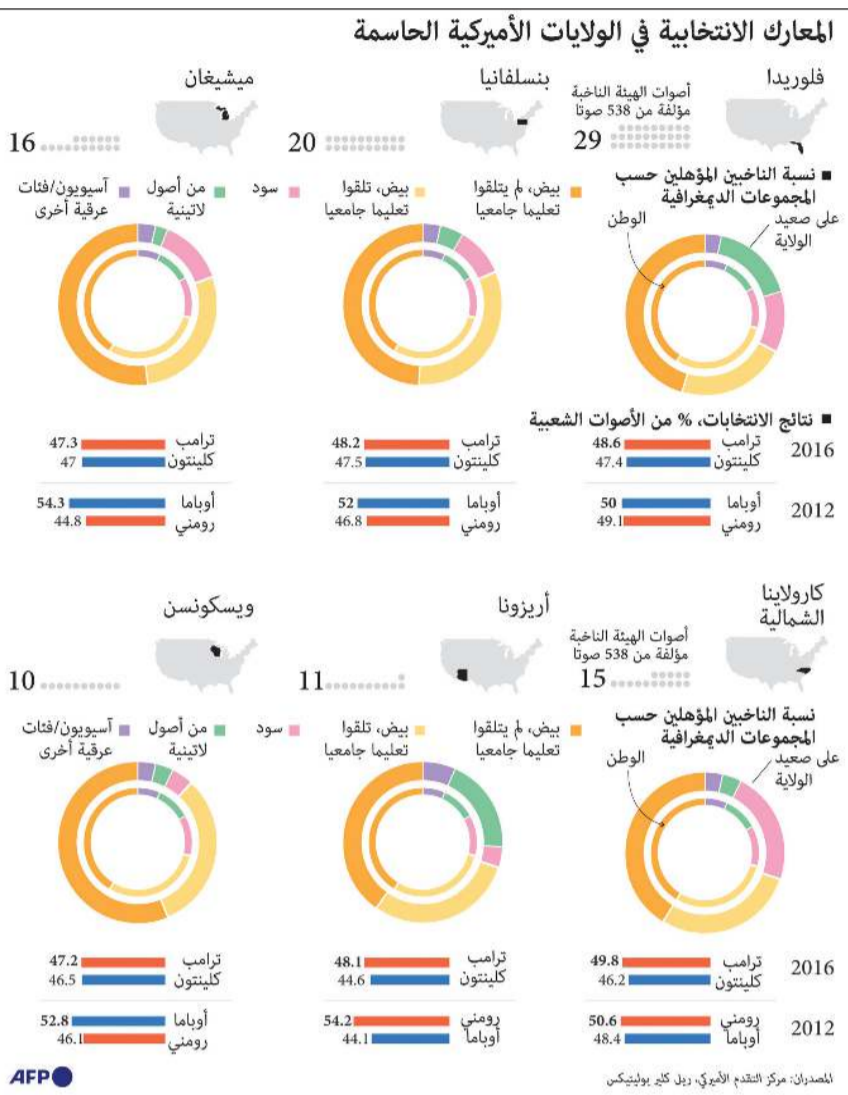 المعارك الانتخابية في الولايات الأميركية الحاسمة
فلوريدا
أصوات الهيئة الناخبة
مؤلفة من 538 صوتا
29
بنسلفانيا
20
ميشيغان
16
■ نسبة الناخبين المؤهلين حسب
المجموعات الديمغرافية
على صعيد
الولاية
الوطن
بيض، لم يتلقوا
تعليما جامعيا
بيض، تلقوا
تعليما جامعيا
سود
من أصول
لاتينية
آسيويون/فئات
عرقية أخرى
■ نتائج الانتخابات، % من الأصوات الشعبية
2016
ترامب 48.6
كلينتون 47.4
ترامب 48.2
كلينتون 47.5
ترامب 47.3
كلينتون 47
2012
أوباما 50
رومني 49.1
أوباما 52
رومني 46.8
أوباما 54.3
رومني 44.8
كارولاينا
الشمالية
أصوات الهيئة الناخبة
مؤلفة من 538 صوتا
15
أريزونا
11
ويسكونسن
10
نسبة الناخبين المؤهلين حسب
المجموعات الديمغرافية
على صعيد
الولاية
الوطن
بيض، لم يتلقوا
تعليما جامعيا
بيض، تلقوا
تعليما جامعيا
سود
من أصول
لاتينية
آسيويون/فئات
عرقية أخرى
2016
ترامب 49.8
كلينتون 46.2
ترامب 48.1
كلينتون 44.6
ترامب 47.2
كلينتون 46.5
2012
رومني 50.6
أوباما 48.4
رومني 54.2
أوباما 44.1
أوباما 52.8
رومني 46.1
المصدران: مركز التقدم الأميركي، ريل كلير بوليتيكس
AFP